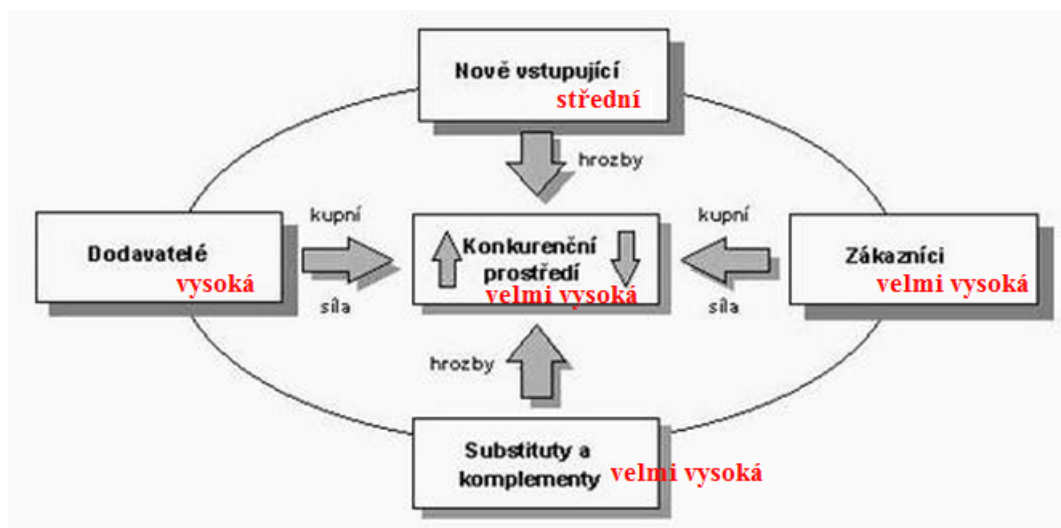 Nově vstupující
střední
hrozby
Dodavatelé
vysoká
kupní
síla
Konkurenční
prostředí
velmi vysoká
kupní
síla
Zákazníci
velmi vysoká
hrozby
Substituty a
komplementy
velmi vysoká